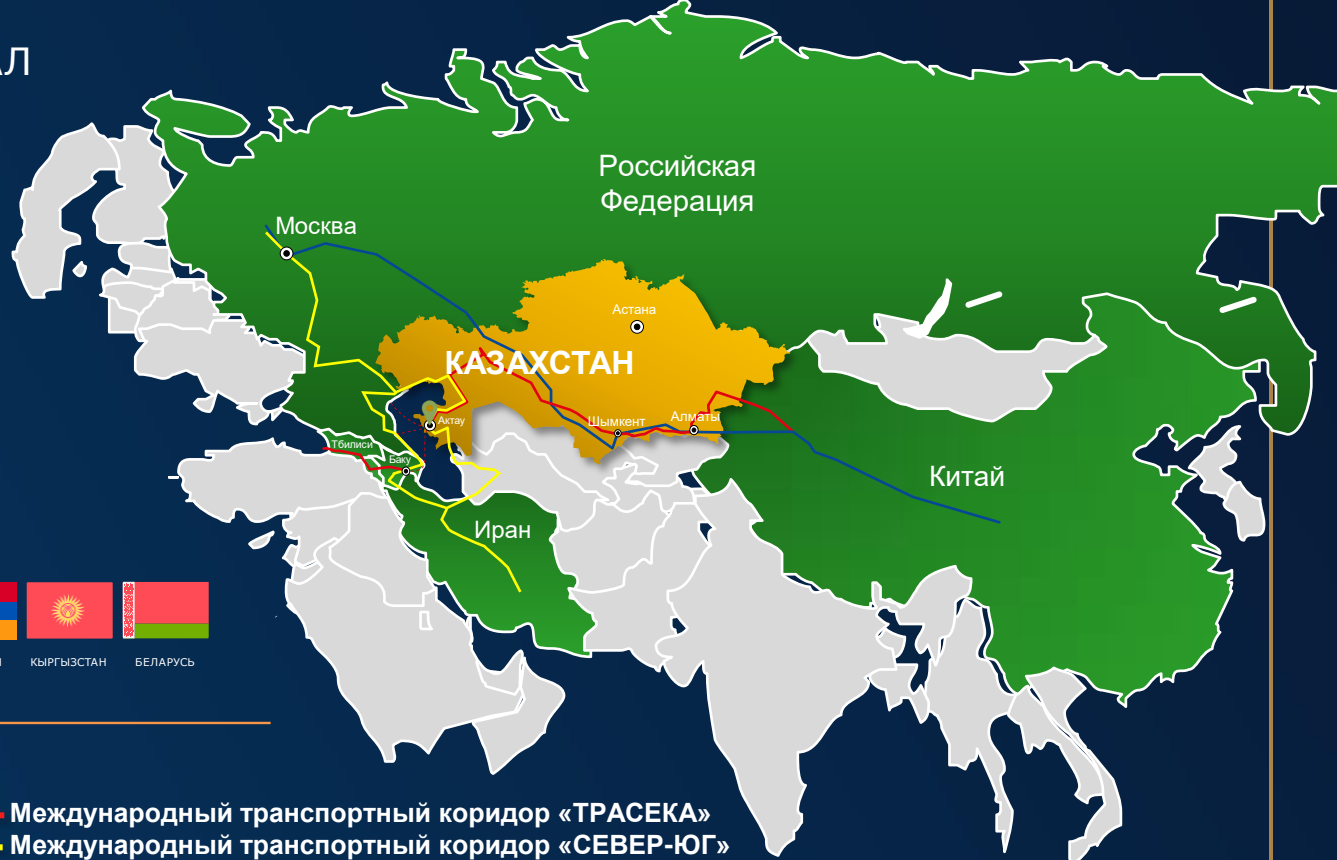 АЛ
Российская
Федерация
Москва
Астана
КАЗАХСТАН
Шымкент
Алматы
Актау
Тбилиси
Баку
Китай
Иран
КЫРГЫЗСТАН
БЕЛАРУСЬ
Международный транспортный коридор «ТРАСЕКА»
Международный транспортный коридор «СЕВЕР-ЮГ»